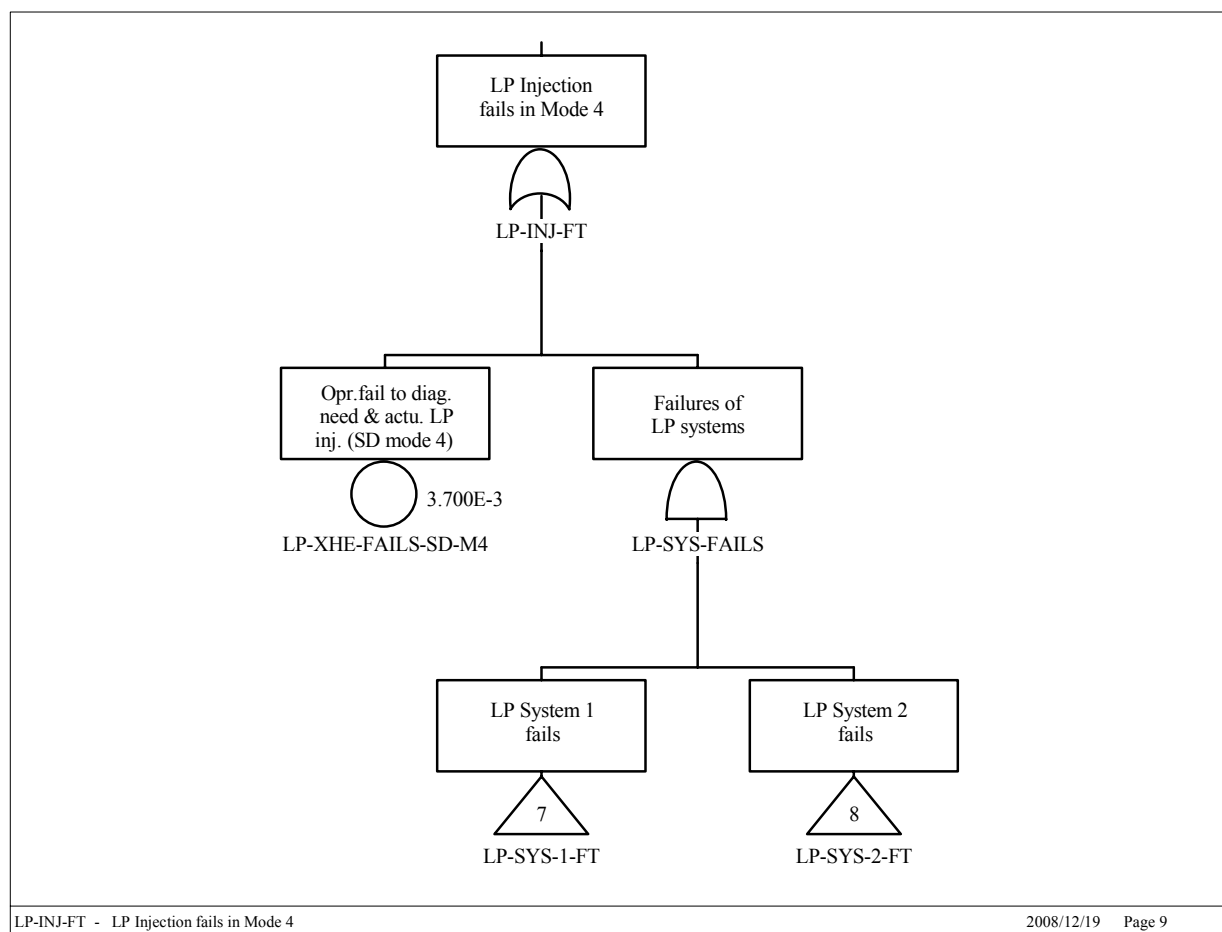 LP Injection
fails in Mode 4
LP-INJ-FT
Opr.fail to diag.
need & actu. LP
inj. (SD mode 4)
3.700E-3
LP-XHE-FAILS-SD-M4
Failures of
LP systems
LP-SYS-FAILS
LP System 1
fails
7
LP-SYS-1-FT
LP System 2
fails
8
LP-SYS-2-FT
LP-INJ-FT - LP Injection fails in Mode 4
2008/12/19 Page 9